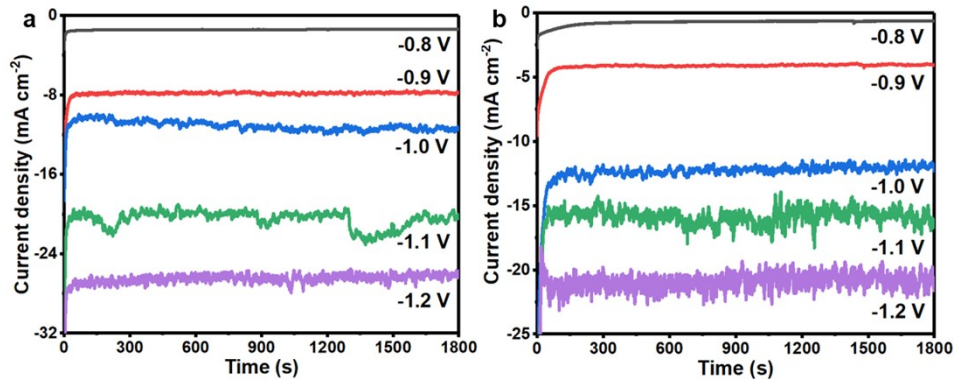 a
0
-8
-16
-24
-32
Current density (mA cm-2)
-0.8 V
-0.9 V
-1.0 V
-1.1 V
-1.2 V
0 300 600 900 1200 1500 1800
Time (s)
b
0
-5
-10
-15
-20
-25
Current density (mA cm-2)
-0.8 V
-0.9 V
-1.0 V
-1.1 V
-1.2 V
0 300 600 900 1200 1500 1800
Time (s)